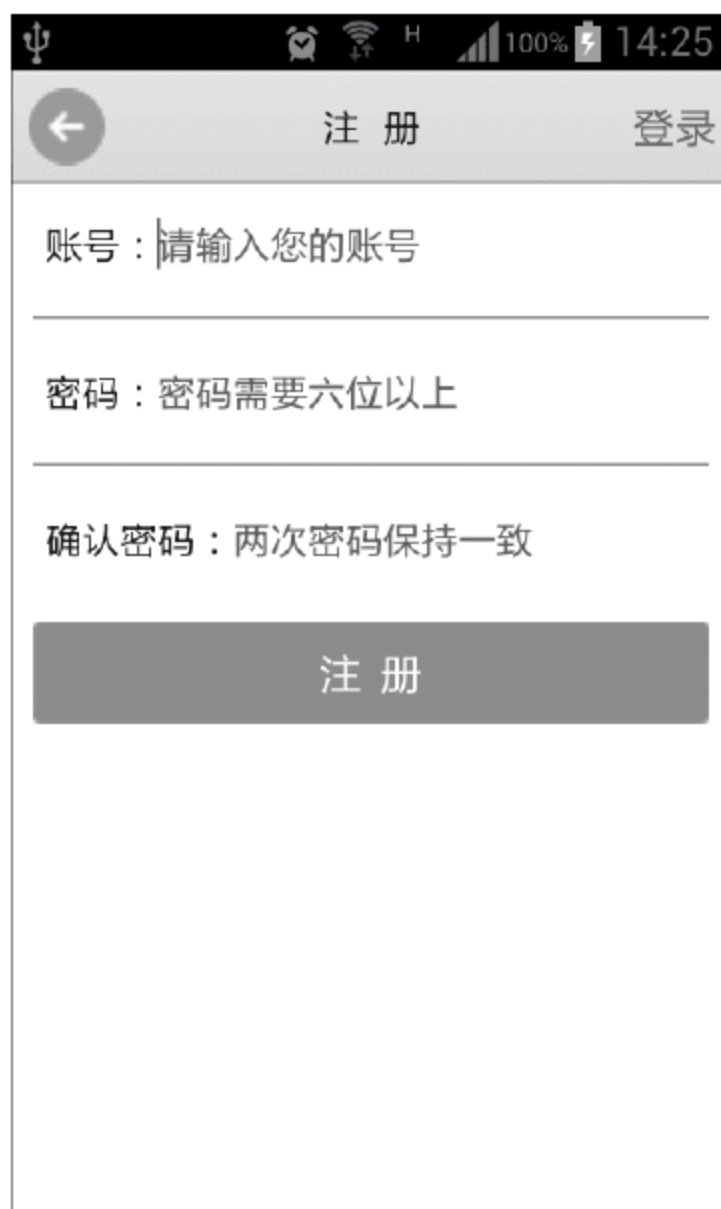 H 100% 14:25
注 册 登录
账号：请输入您的账号
密码：密码需要六位以上
确认密码：两次密码保持一致
注 册